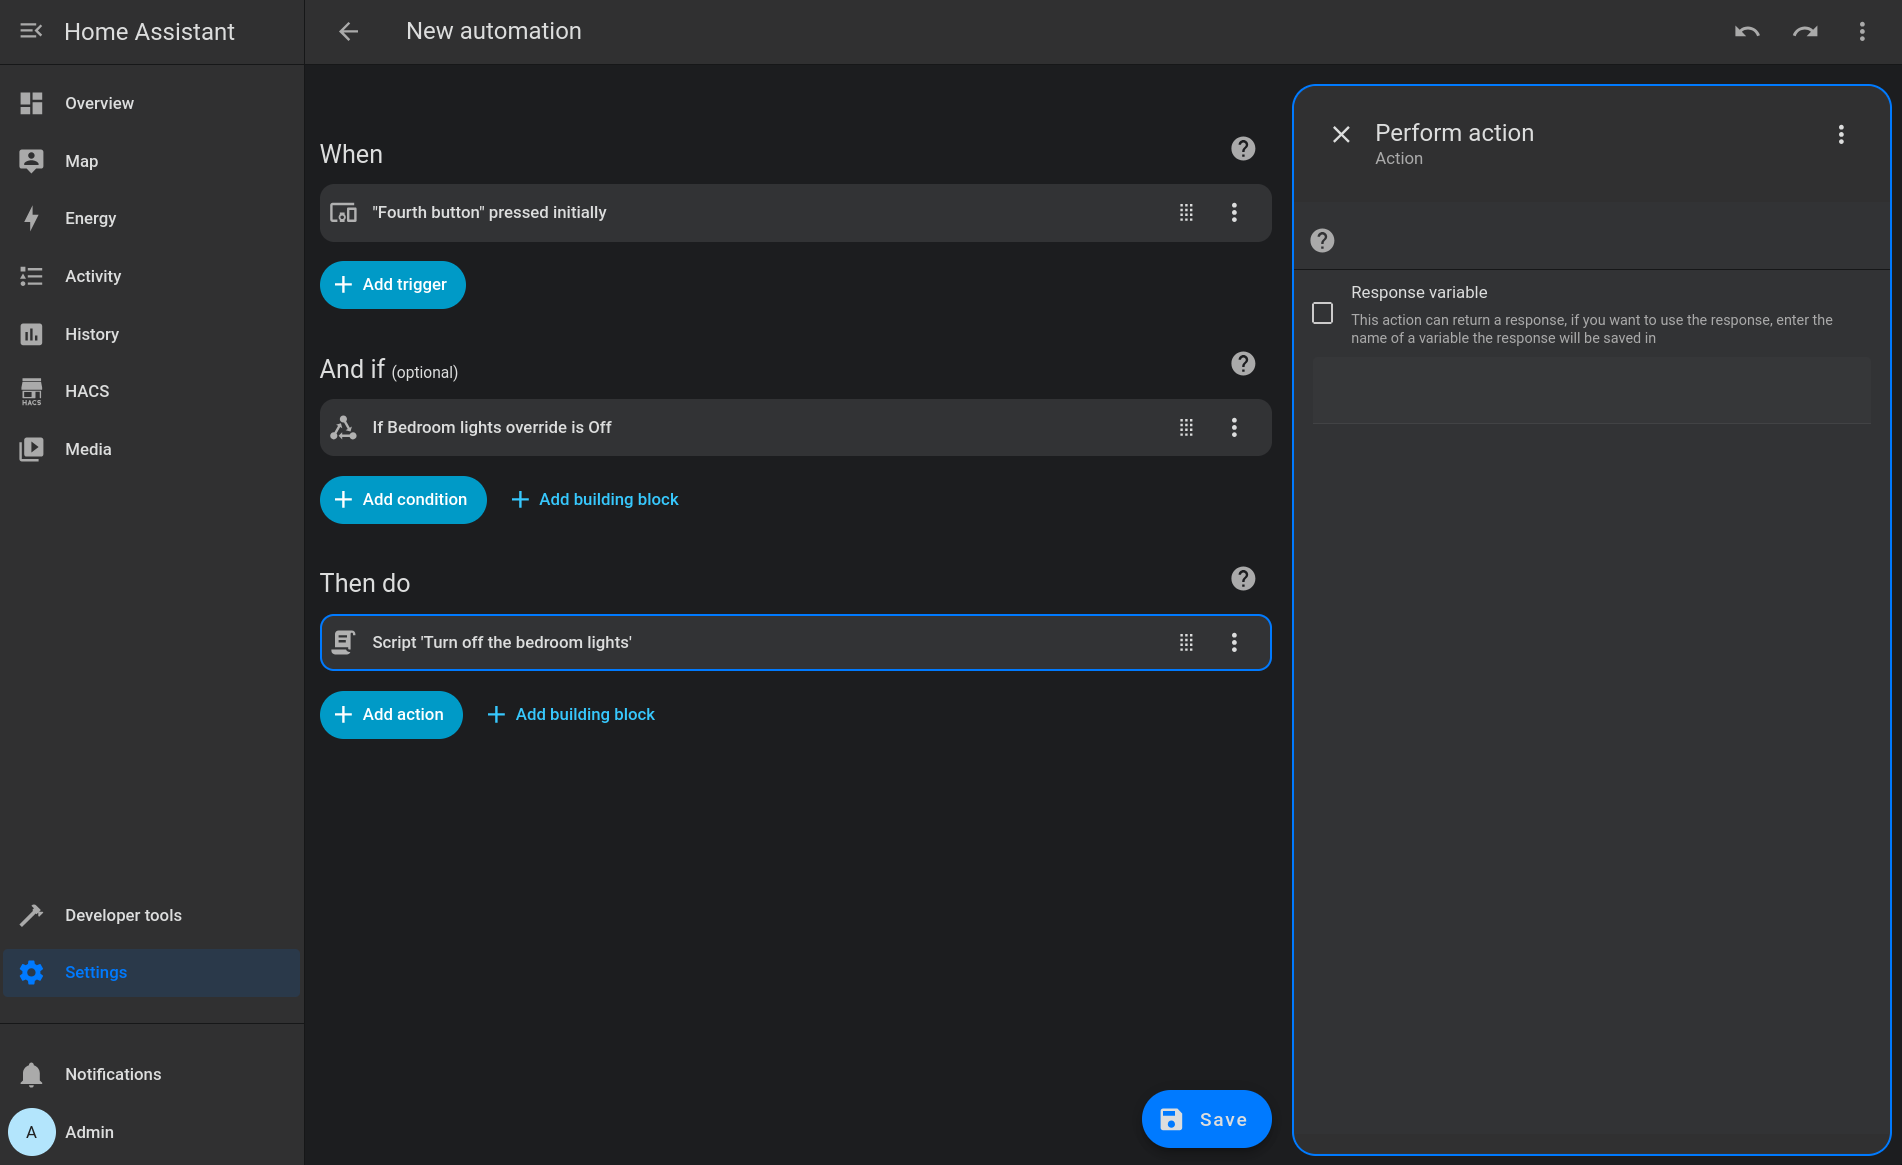 Home Assistant
New automation
Overview
Map
Energy
Activity
History
HACS
HACS
Media
Developer tools
Settings
Notifications
A
Admin
When
"Fourth button" pressed initially
Add trigger
And if (optional)
If Bedroom lights override is Off
Add condition
Add building block
Then do
Script 'Turn off the bedroom lights'
Add action
Add building block
Save
Perform action
Action
Response variable
This action can return a response, if you want to use the response, enter the
name of a variable the response will be saved in